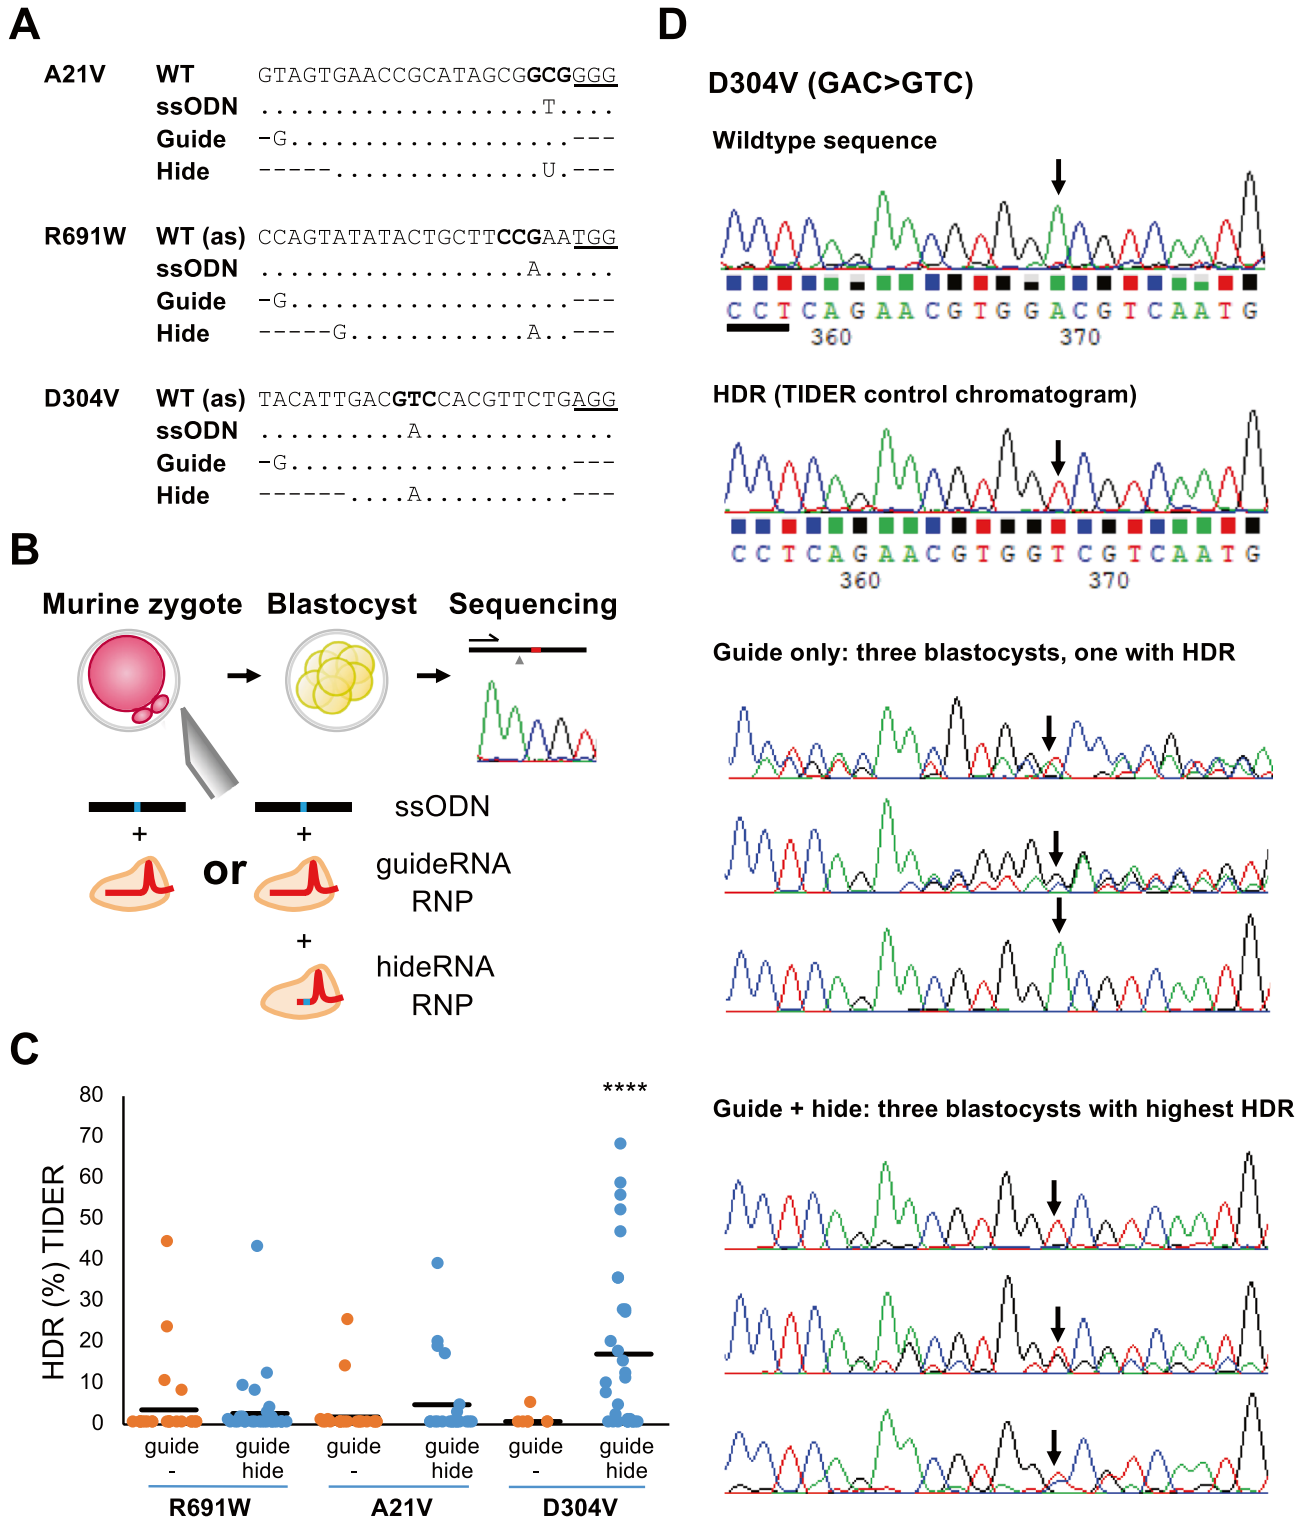 A
A21V WT GTAGTGAACCGCATAGCGGCGGGG
ssODN ...................T....
Guide -G...................---
Hide -----..............U.---
R691W WT (as) CCAGTATATACTGCTTCCGAATGG
ssODN ..................A.....
Guide -G...................---
Hide -----G............A..---
D304V WT (as) TACATTGACGTCCACGTTCTGAGG
ssODN ..........A.............
Guide -G...................---
Hide ------....A..........---
B
Murine zygote Blastocyst Sequencing
ssODN
+ +
or guideRNA
RNP
+
hideRNA
RNP
C
HDR (%) TIDER
80
70
60
50
40
30
20
10
0
****
guide guide guide guide guide guide
- hide - hide - hide
R691W A21V D304V
D
D304V (GAC>GTC)
Wildtype sequence
CCTCAGAACGTGGACGTCAATG
360 370
HDR (TIDER control chromatogram)
CCTCAGAACGTGGTCGTCAATG
360 370
Guide only: three blastocysts, one with HDR
Guide + hide: three blastocysts with highest HDR